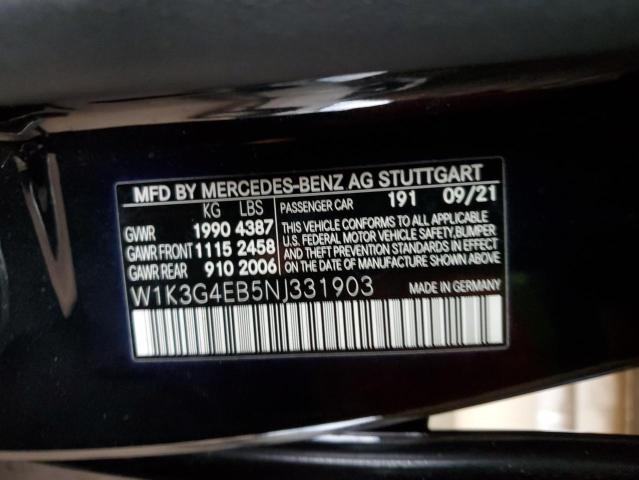 MFD BY MERCEDES-BENZ AG STUTTGART
KG LBS PASSENGER CAR 191 09/21
GVWR 1990 4387
GAWR FRONT 1115 2458
GAWR REAR 910 2006
THIS VEHICLE CONFORMS TO ALL APPLICABLE
U.S. FEDERAL MOTOR VEHICLE SAFETY,BUMPER
AND THEFT PREVENTION STANDARDS IN EFFECT
ON THE DATE OF MANUFACTURE SHOWN ABOVE.
W1K3G4EB5NJ331903 MADE IN GERMANY